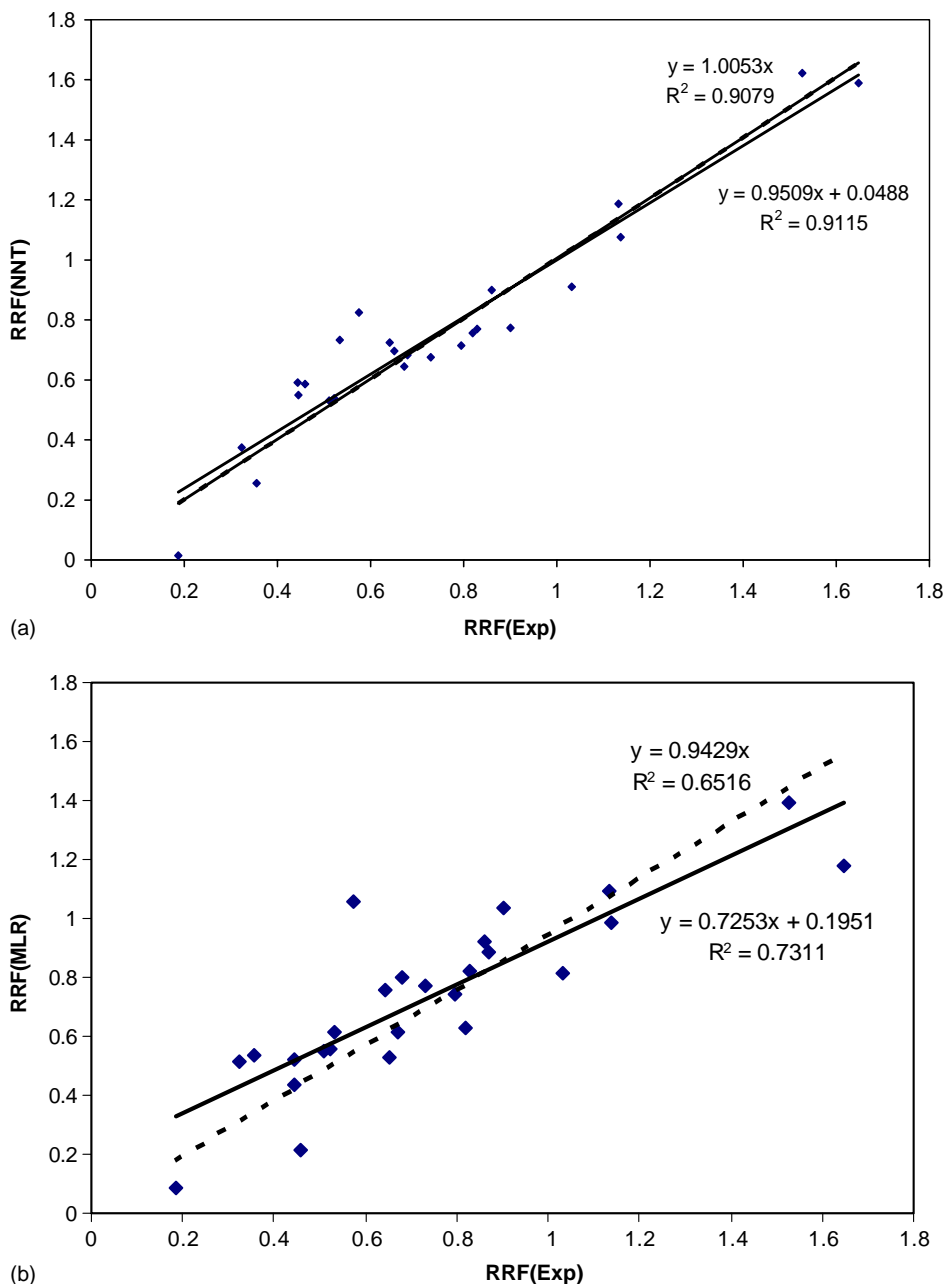 1.8
1.6
1.4
1.2
1
0.8
0.6
0.4
0.2
0
RRF(NNT)
y = 1.0053x
R² = 0.9079
y = 0.9509x + 0.0488
R² = 0.9115
0 0.2 0.4 0.6 0.8 1 1.2 1.4 1.6 1.8
(a)
RRF(Exp)
1.8
1.6
1.4
1.2
1
0.8
0.6
0.4
0.2
0
RRF(MLR)
y = 0.9429x
R² = 0.6516
y = 0.7253x + 0.1951
R² = 0.7311
0 0.2 0.4 0.6 0.8 1 1.2 1.4 1.6 1.8
(b)
RRF(Exp)